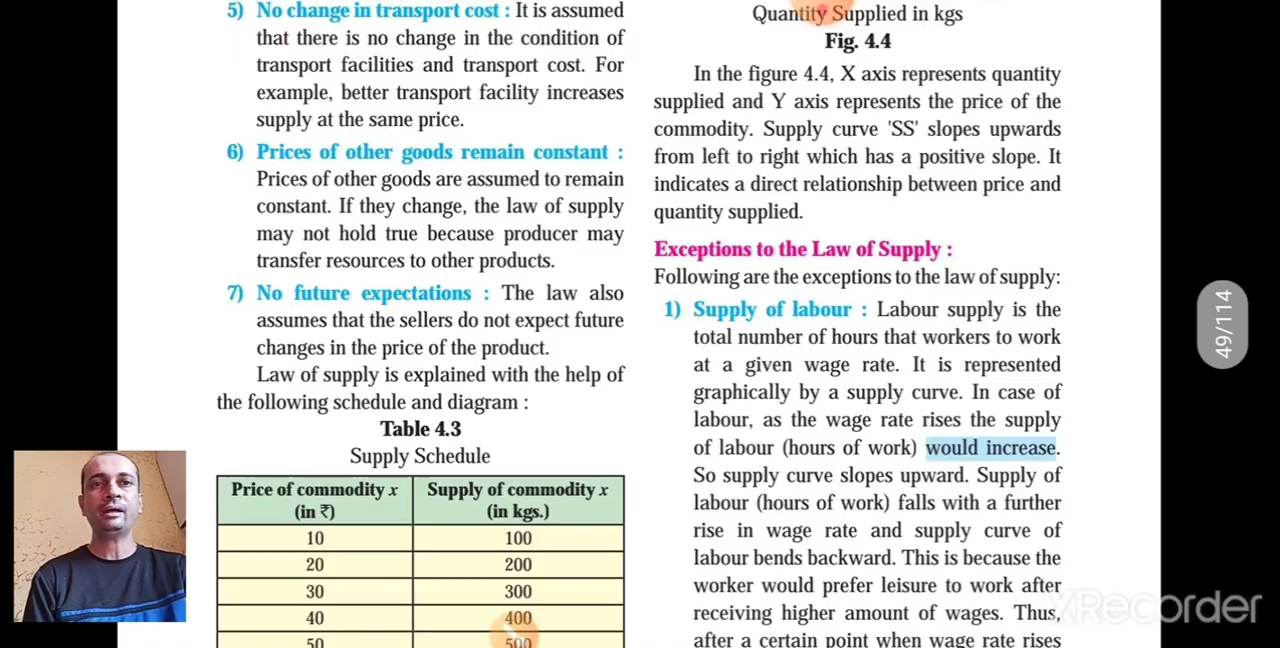 5) No change in transport cost : It is assumed
that there is no change in the condition of
transport facilities and transport cost. For
example, better transport facility increases
supply at the same price.
6) Prices of other goods remain constant :
Prices of other goods are assumed to remain
constant. If they change, the law of supply
may not hold true because producer may
transfer resources to other products.
7) No future expectations : The law also
assumes that the sellers do not expect future
changes in the price of the product.
Law of supply is explained with the help of
the following schedule and diagram :
Table 4.3
Supply Schedule
Price of commodity x (in ₹) Supply of commodity x (in kgs.)
10 100
20 200
30 300
40 400
50 500
Quantity Supplied in kgs
Fig. 4.4
In the figure 4.4, X axis represents quantity
supplied and Y axis represents the price of the
commodity. Supply curve 'SS' slopes upwards
from left to right which has a positive slope. It
indicates a direct relationship between price and
quantity supplied.
Exceptions to the Law of Supply :
Following are the exceptions to the law of supply:
1) Supply of labour : Labour supply is the
total number of hours that workers to work
at a given wage rate. It is represented
graphically by a supply curve. In case of
labour, as the wage rate rises the supply
of labour (hours of work) would increase.
So supply curve slopes upward. Supply of
labour (hours of work) falls with a further
rise in wage rate and supply curve of
labour bends backward. This is because the
worker would prefer leisure to work after
receiving higher amount of wages. Thus,
after a certain point when wage rate rises
49/114
XRecorder